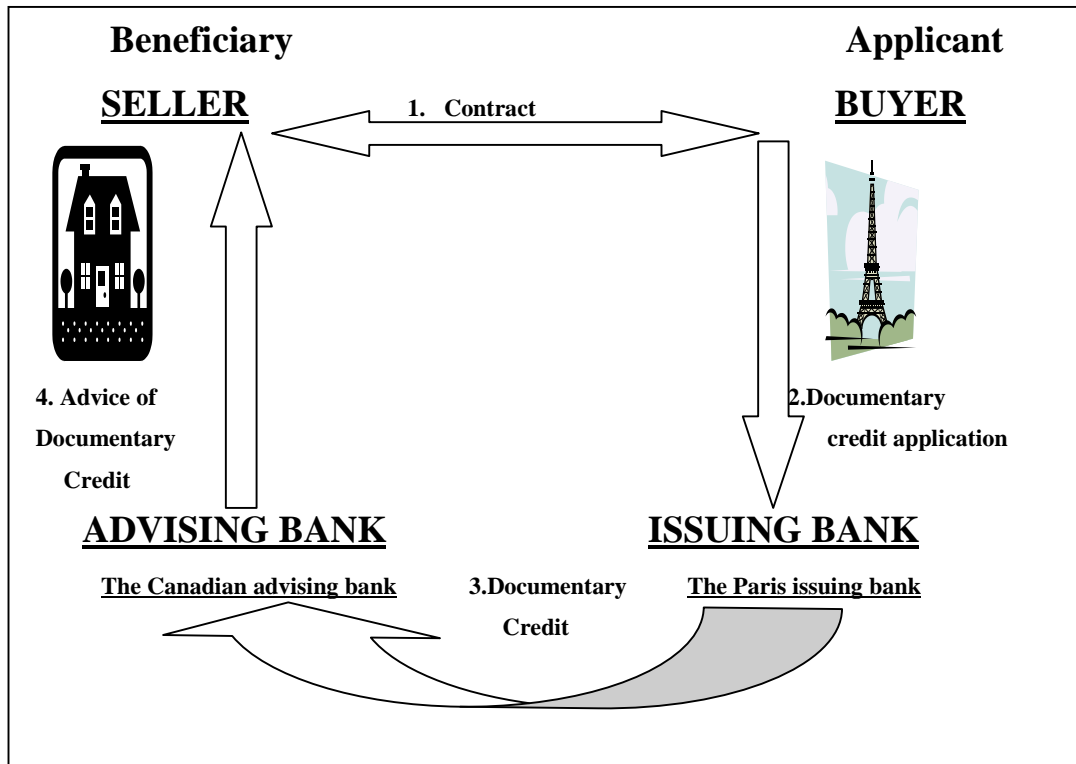 Beneficiary
Applicant
SELLER
1. Contract
BUYER
4. Advice of
Documentary
Credit
2.Documentary
credit application
ADVISING BANK
ISSUING BANK
The Canadian advising bank
3.Documentary
Credit
The Paris issuing bank